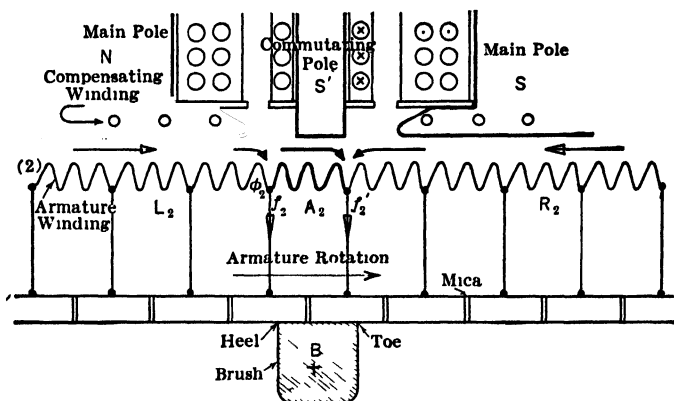 Main Pole
N
Compensating
Winding
Commutating
Pole
S'
Main Pole
S
(2)
ϕ₂
Armature
Winding
L₂
f₂
A₂
f₂'
R₂
Armature Rotation
Mica
Heel
Toe
B
Brush